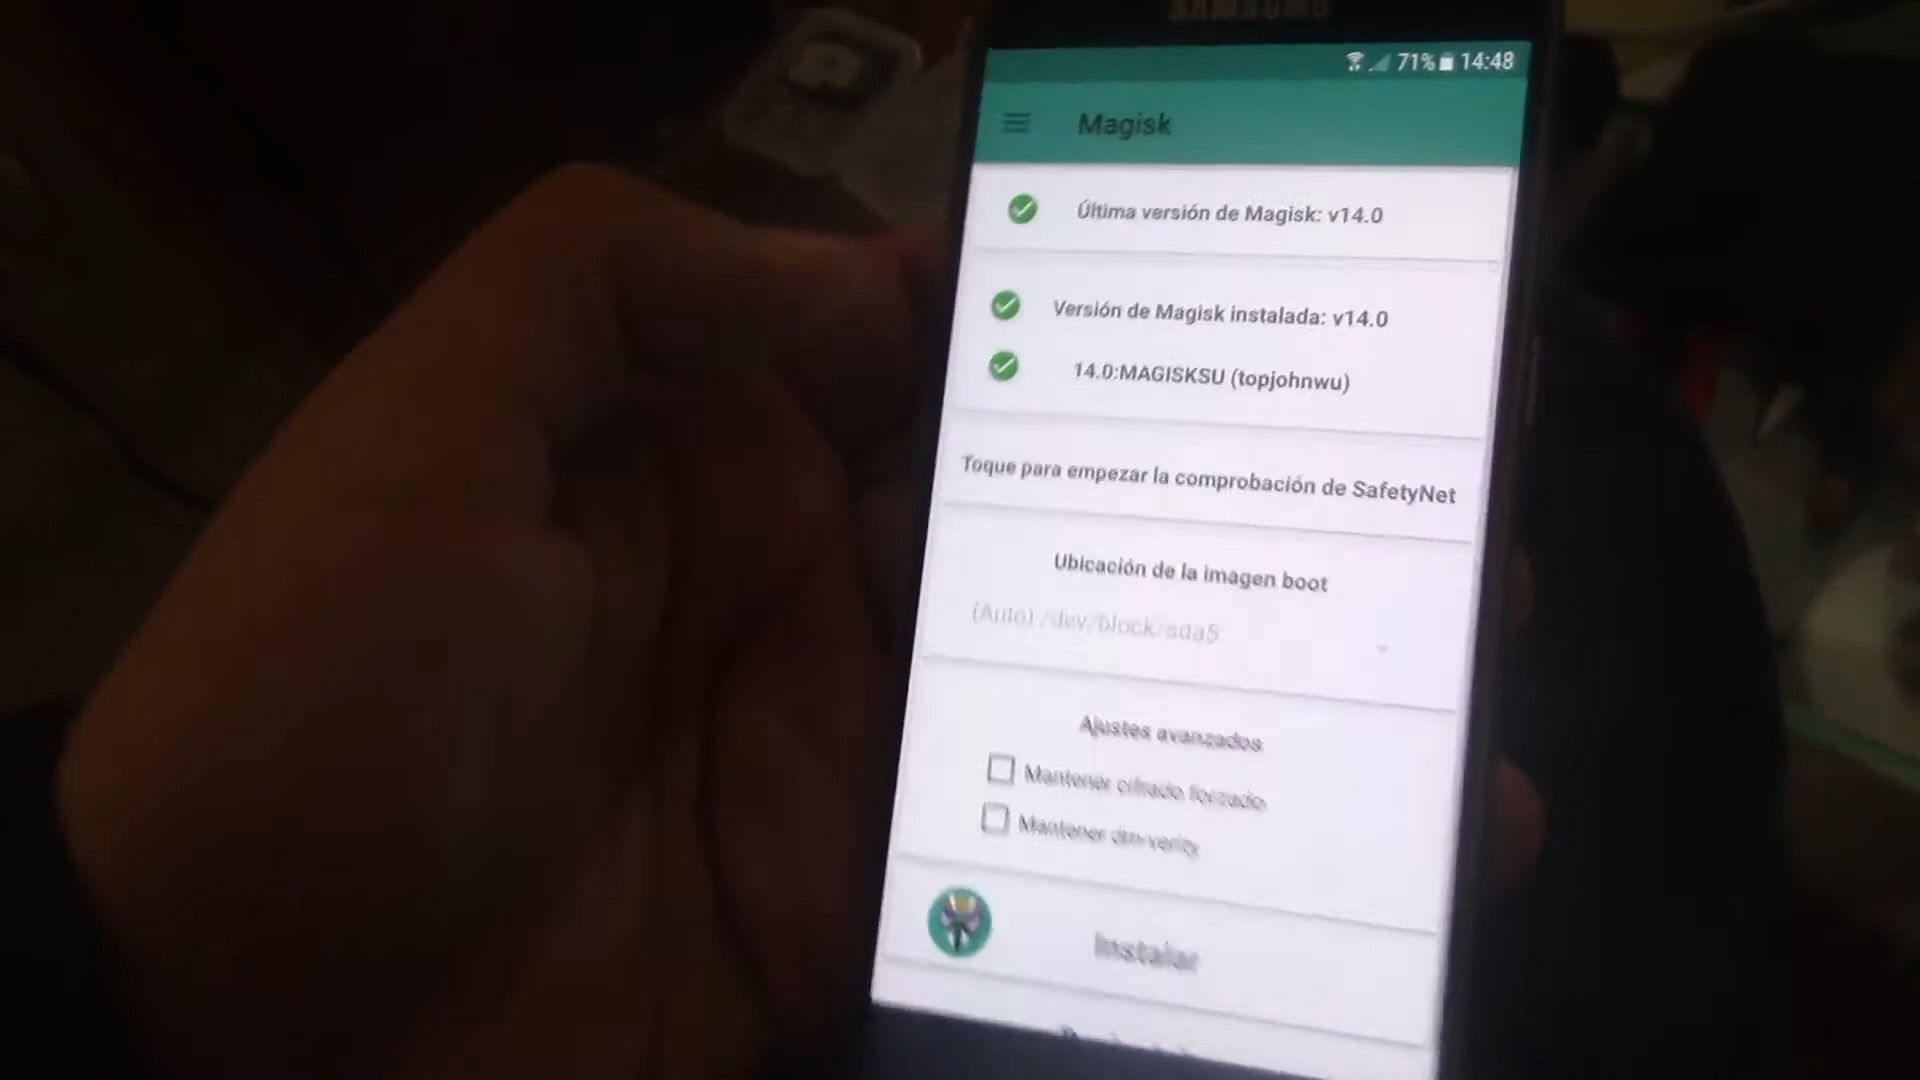 SAMSUNG
71% 14:48
Magisk
Última versión de Magisk: v14.0
Versión de Magisk instalada: v14.0
14.0:MAGISKSU (topjohnwu)
Toque para empezar la comprobación de SafetyNet
Ubicación de la imagen boot
(Auto) /dev/block/sda5
Ajustes avanzados
Mantener cifrado forzado
Mantener dm-verity
Instalar